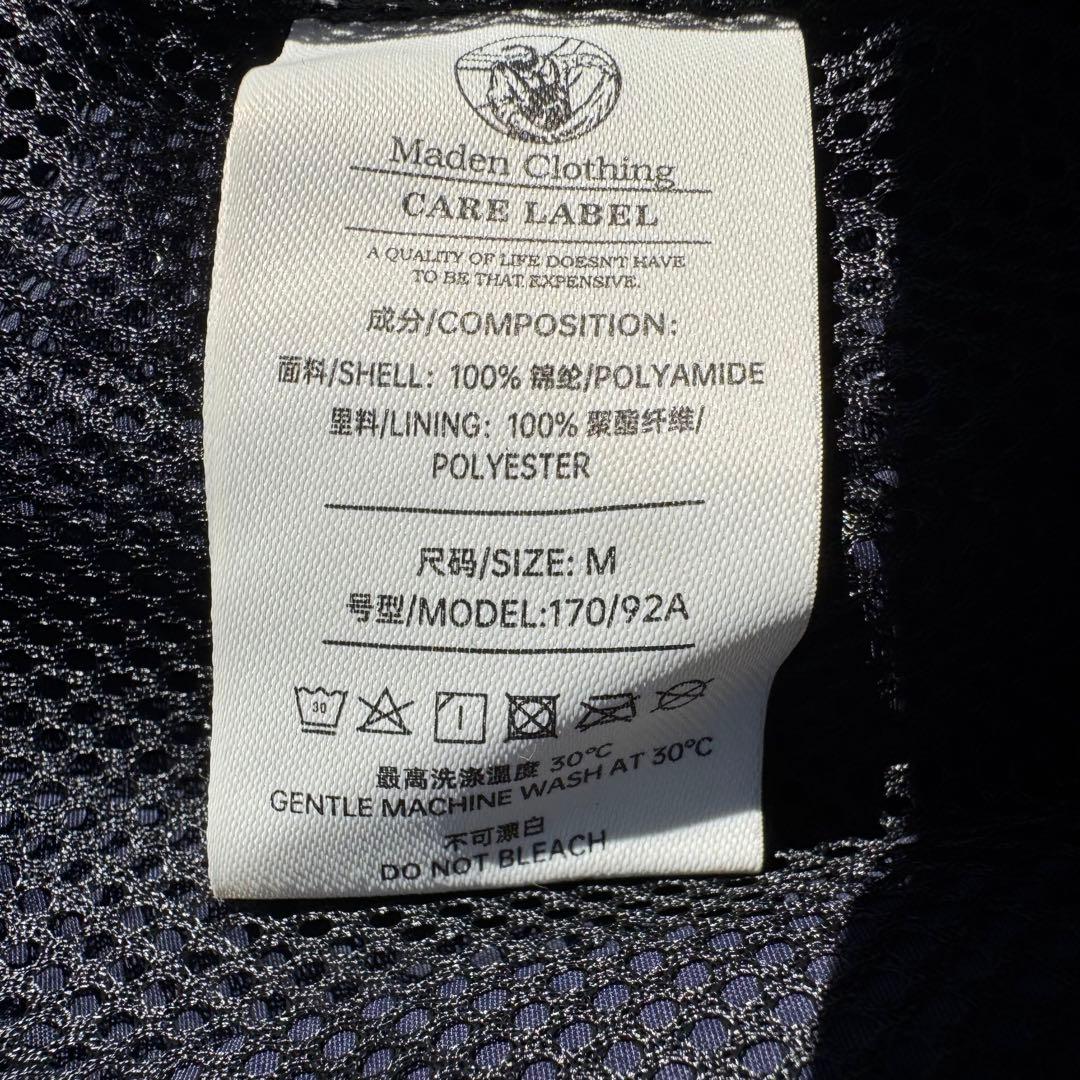 Maden Clothing
CARE LABEL
A QUALITY OF LIFE DOESN'T HAVE
TO BE THAT EXPENSIVE.
成分/COMPOSITION:
面料/SHELL: 100% 锦纶/POLYAMIDE
里料/LINING: 100% 聚酯纤维/
POLYESTER
尺码/SIZE: M
号型/MODEL:170/92A
30
最高洗涤温度 30℃
GENTLE MACHINE WASH AT 30℃
不可漂白
DO NOT BLEACH